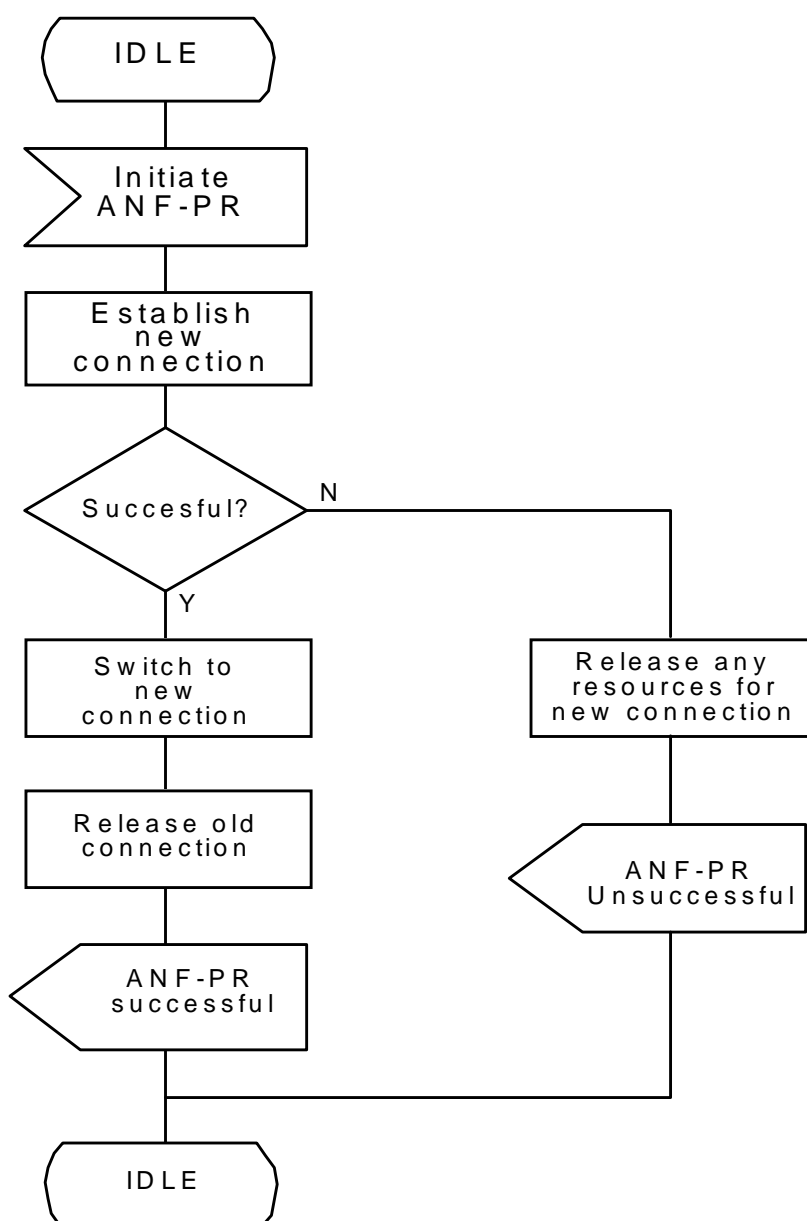 IDLE
Initiate
ANF-PR
Establish
new
connection
Succesful?
N
Y
Switch to
new
connection
Release any
resources for
new connection
Release old
connection
ANF-PR
Unsuccessful
ANF-PR
successful
IDLE